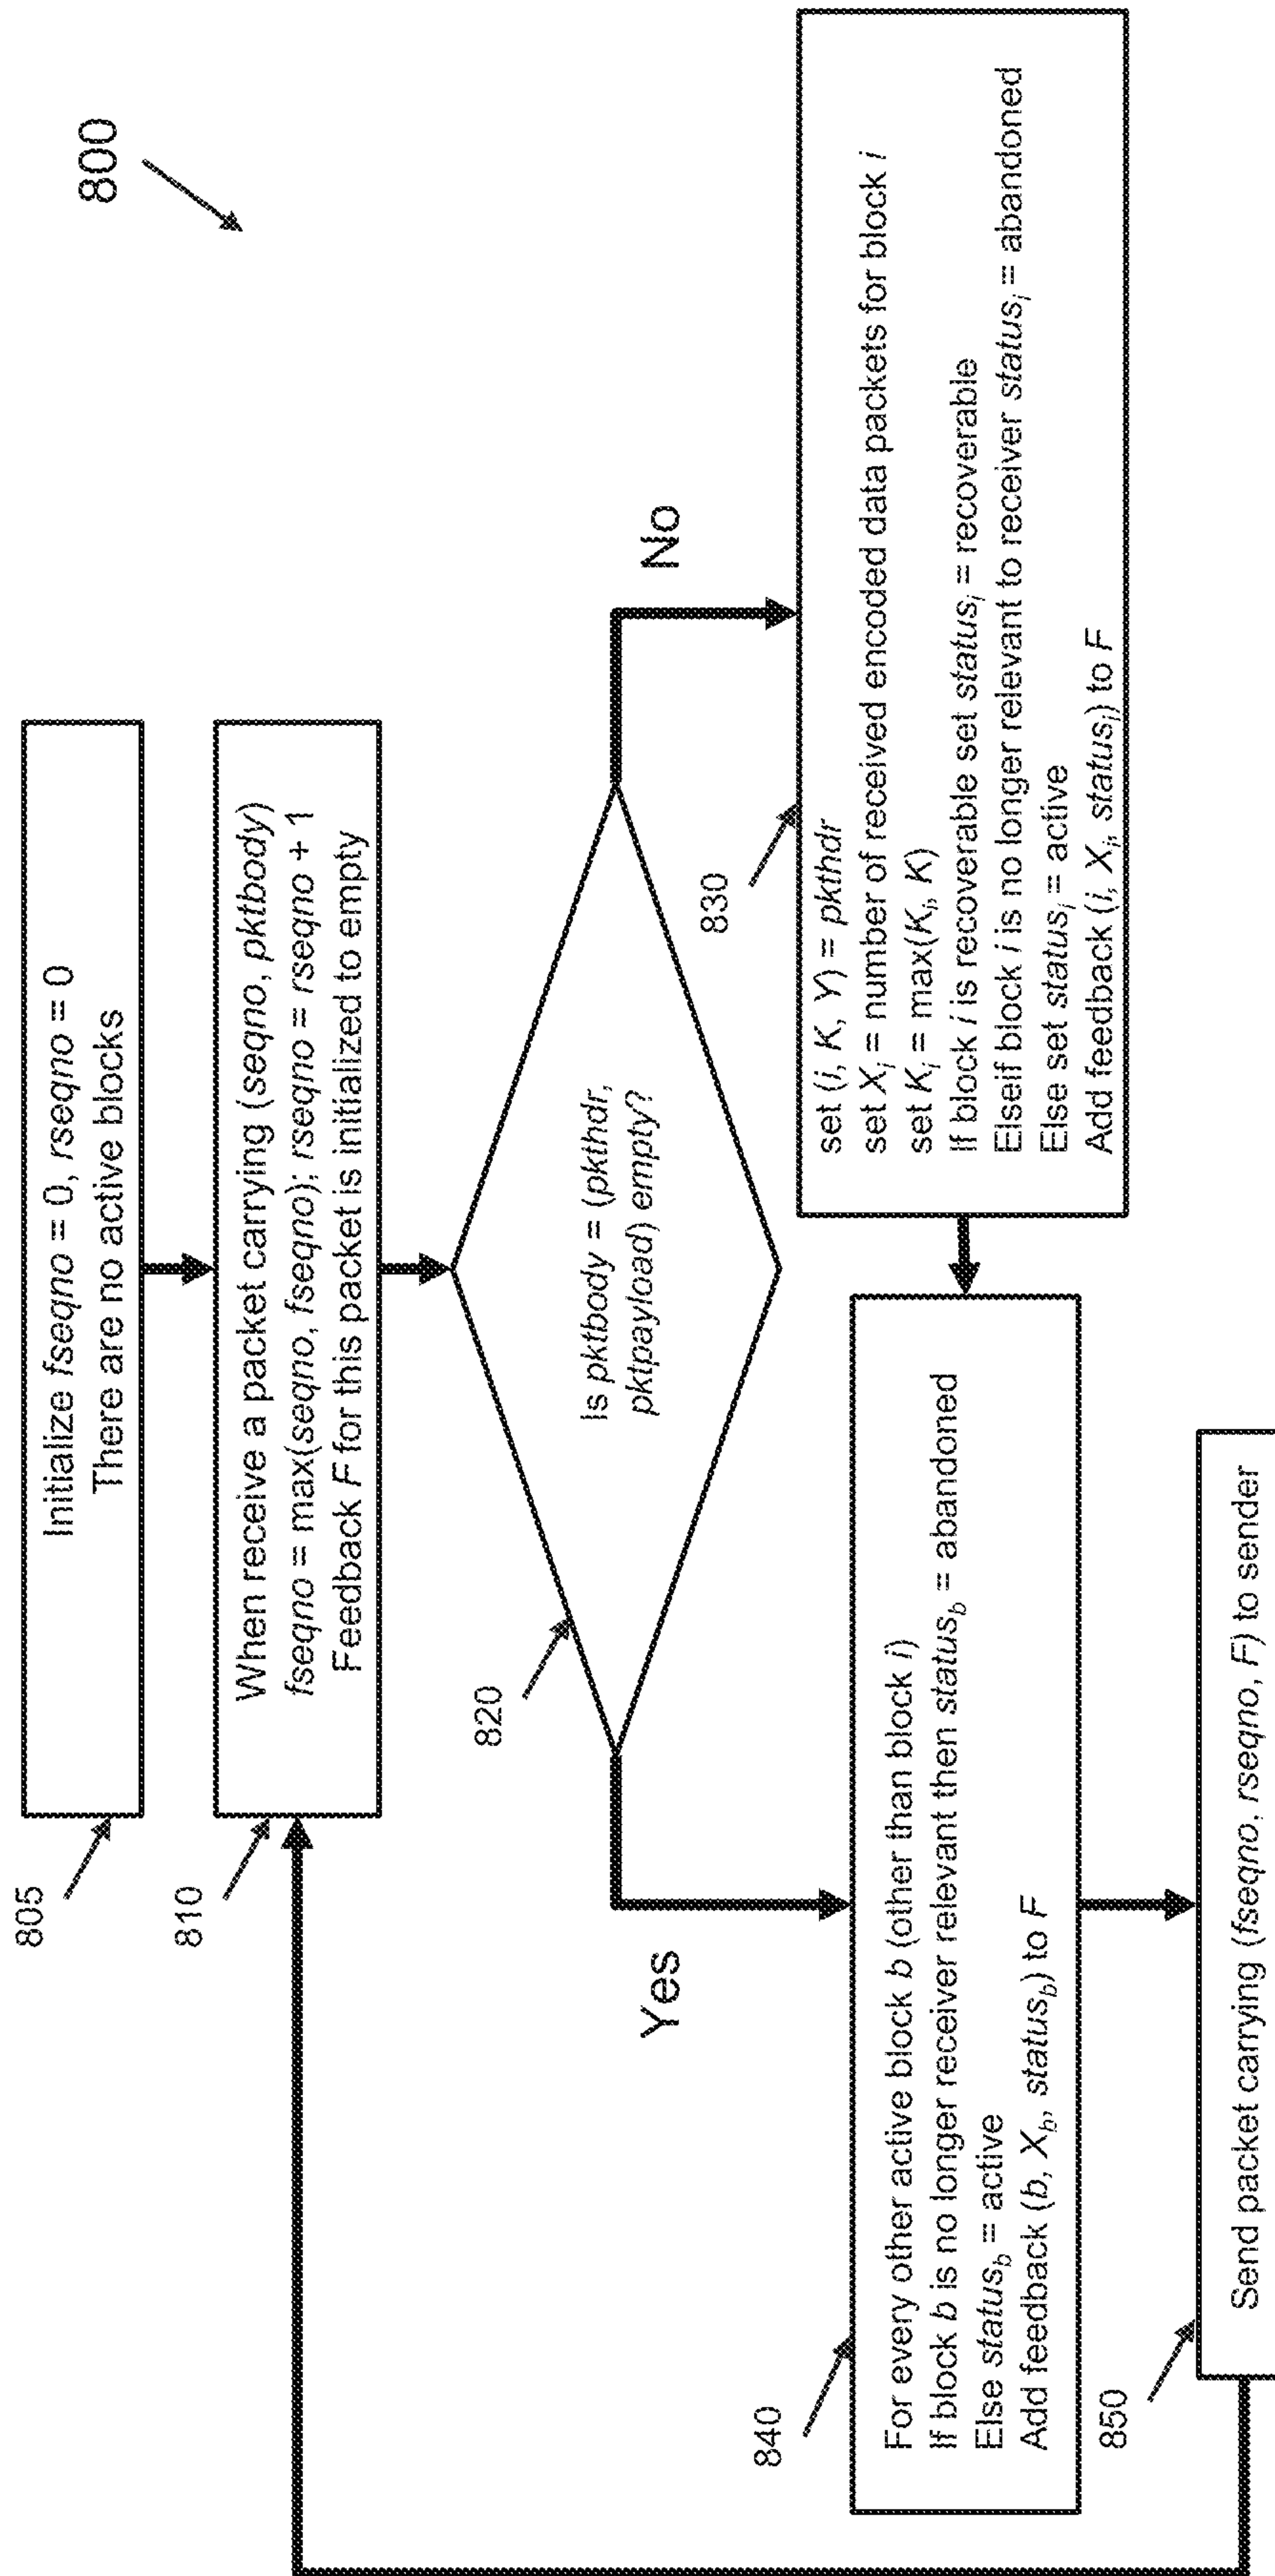 800
805
Initialize fseqno = 0, rseqno = 0
There are no active blocks
810
When receive a packet carrying (seqno, pktbody)
fseqno = max(seqno, fseqno); rseqno = rseqno + 1
Feedback F for this packet is initialized to empty
820
Is pktbody = (pkthdr,
pktpayload) empty?
Yes
No
830
set (i, K, Y) = pkthdr
set Xi = number of received encoded data packets for block i
set Ki = max(Ki, K)
If block i is recoverable set statusi = recoverable
Elseif block i is no longer relevant to receiver statusi = abandoned
Else set statusi = active
Add feedback (i, Xi, statusi) to F
840
For every other active block b (other than block i)
If block b is no longer receiver relevant then statusb = abandoned
Else statusb = active
Add feedback (b, Xb, statusb) to F
850
Send packet carrying (fseqno, rseqno, F) to sender